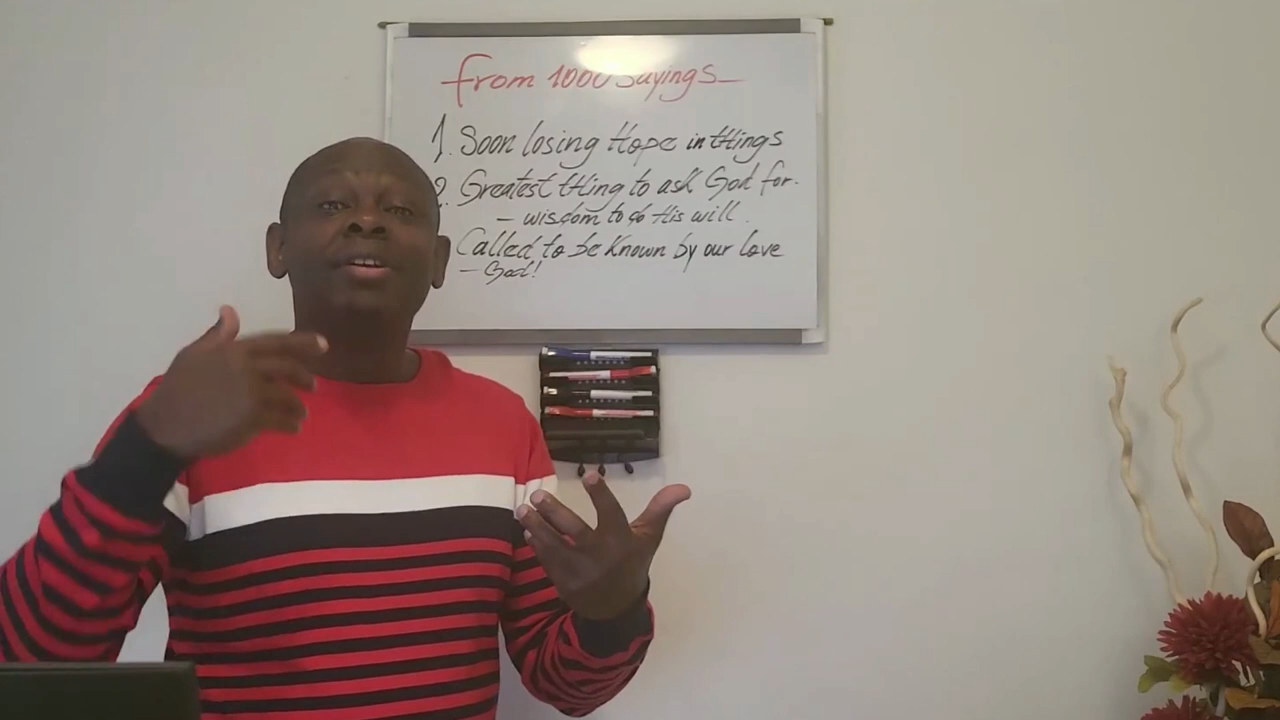 from 1000 Sayings
1. Soon losing Hope in tHings
2. Greatest tHing to ask God for.
- wisdom to do His will.
Called to be Known by our love
- God!